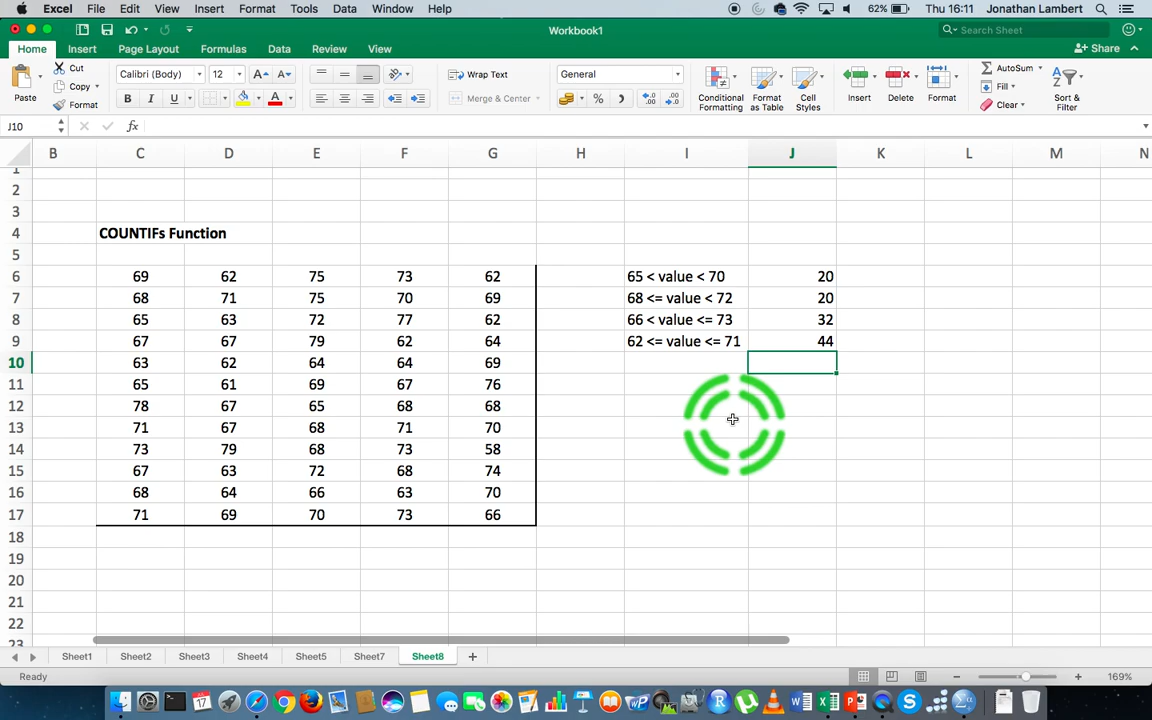 Excel File Edit View Insert Format Tools Data Window Help 62% Thu 16:11 Jonathan Lambert
Workbook1 Search Sheet
Home Insert Page Layout Formulas Data Review View Share
Paste Cut Copy Format Calibri (Body) 12 A A Wrap Text General Conditional Formatting Format as Table Cell Styles Insert Delete Format AutoSum Fill Clear Sort & Filter
B I U A Merge & Center %
J10 fx
B C D E F G H I J K L M N
1
2
3
4 COUNTIFs Function
5
6 69 62 75 73 62 65 < value < 70 20
7 68 71 75 70 69 68 <= value < 72 20
8 65 63 72 77 62 66 < value <= 73 32
9 67 67 79 62 64 62 <= value <= 71 44
10 63 62 64 64 69
11 65 61 69 67 76
12 78 67 65 68 68
13 71 67 68 71 70
14 73 79 68 73 58
15 67 63 72 68 74
16 68 64 66 63 70
17 71 69 70 73 66
18
19
20
21
22
23
Sheet1 Sheet2 Sheet3 Sheet4 Sheet5 Sheet7 Sheet8
Ready 169%